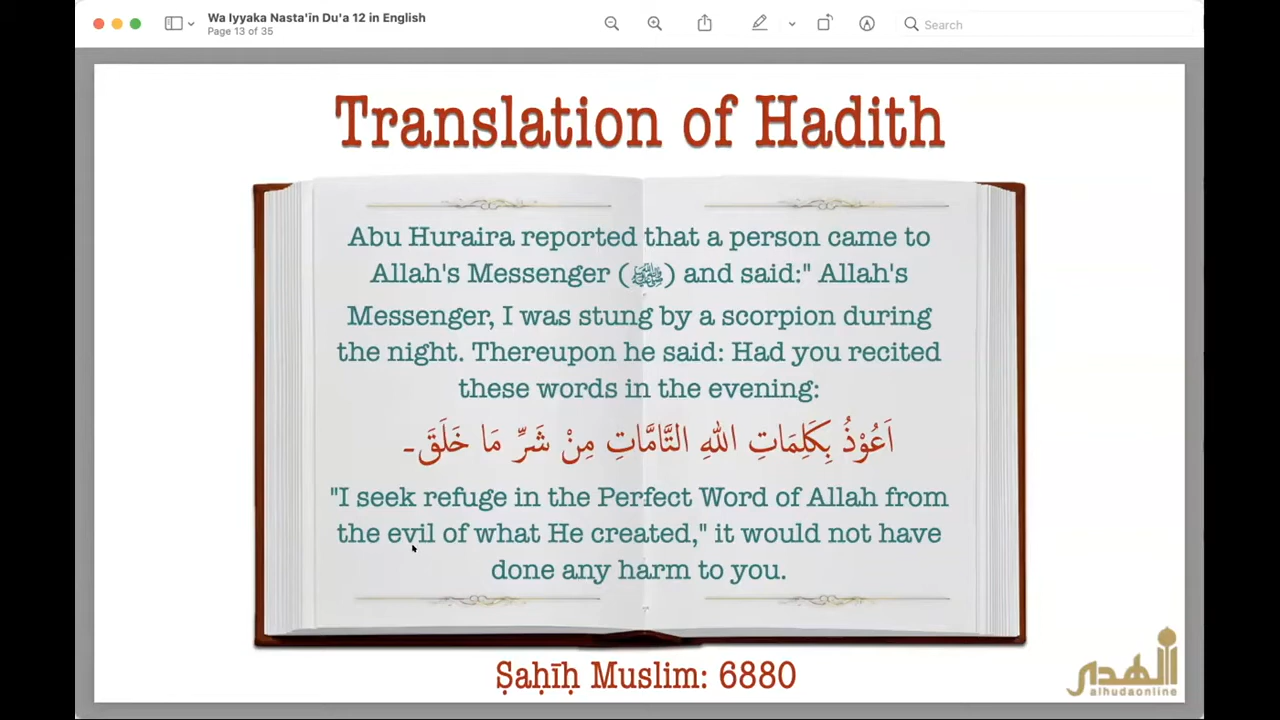 Wa Iyyaka Nasta'in Du'a 12 in English
Page 13 of 35
Search
Translation of Hadith
Abu Huraira reported that a person came to
Allah's Messenger (ﷺ) and said:" Allah's
Messenger, I was stung by a scorpion during
the night. Thereupon he said: Had you recited
these words in the evening:
اَعُوْذُ بِكَلِمَاتِ اللهِ التَّامَّاتِ مِنْ شَرِّ مَا خَلَقَ۔
"I seek refuge in the Perfect Word of Allah from
the evil of what He created," it would not have
done any harm to you.
Ṣaḥīḥ Muslim: 6880
الهدى
alhudaonline